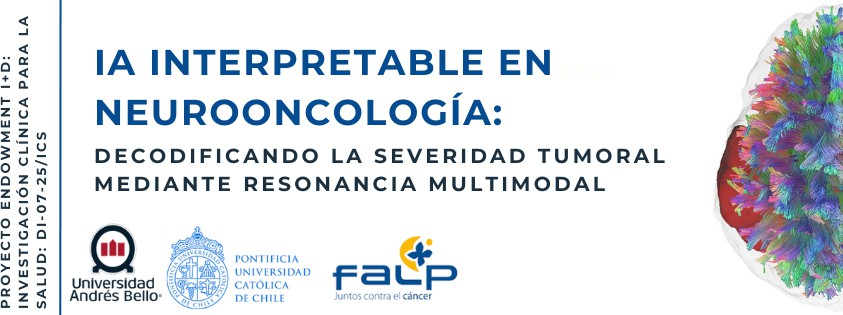 PROYECTO ENDOWMENT I+D:
INVESTIGACIÓN CLÍNICA PARA LA
SALUD: DI-07-25/ICS
IA INTERPRETABLE EN
NEUROONCOLOGÍA:
DECODIFICANDO LA SEVERIDAD TUMORAL
MEDIANTE RESONANCIA MULTIMODAL
Universidad
Andrés Bello®
PONTIFICIA
UNIVERSIDAD
CATÓLICA
DE CHILE
falp
Juntos contra el cáncer